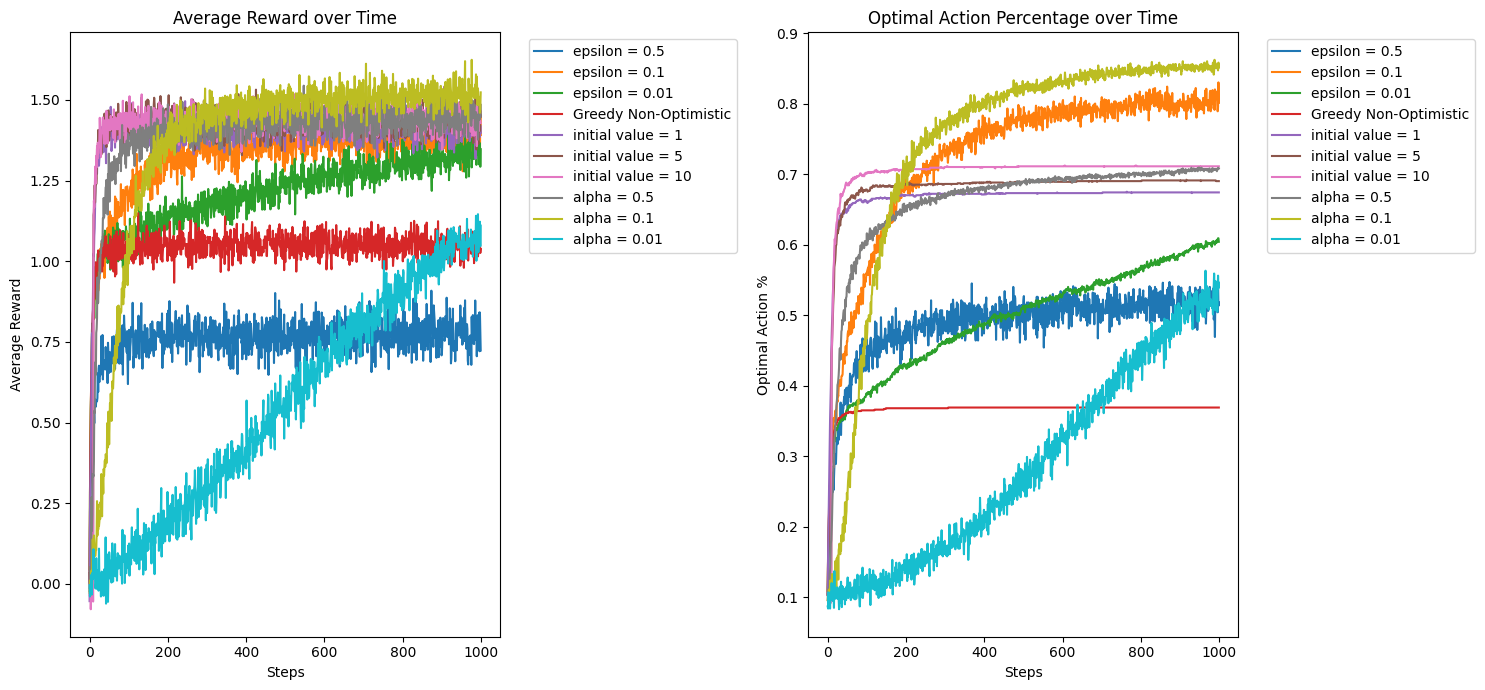 Average Reward over Time
Average Reward
1.50
1.25
1.00
0.75
0.50
0.25
0.00
0 200 400 600 800 1000
Steps
epsilon = 0.5
epsilon = 0.1
epsilon = 0.01
Greedy Non-Optimistic
initial value = 1
initial value = 5
initial value = 10
alpha = 0.5
alpha = 0.1
alpha = 0.01
Optimal Action Percentage over Time
Optimal Action %
0.9
0.8
0.7
0.6
0.5
0.4
0.3
0.2
0.1
0 200 400 600 800 1000
Steps
epsilon = 0.5
epsilon = 0.1
epsilon = 0.01
Greedy Non-Optimistic
initial value = 1
initial value = 5
initial value = 10
alpha = 0.5
alpha = 0.1
alpha = 0.01